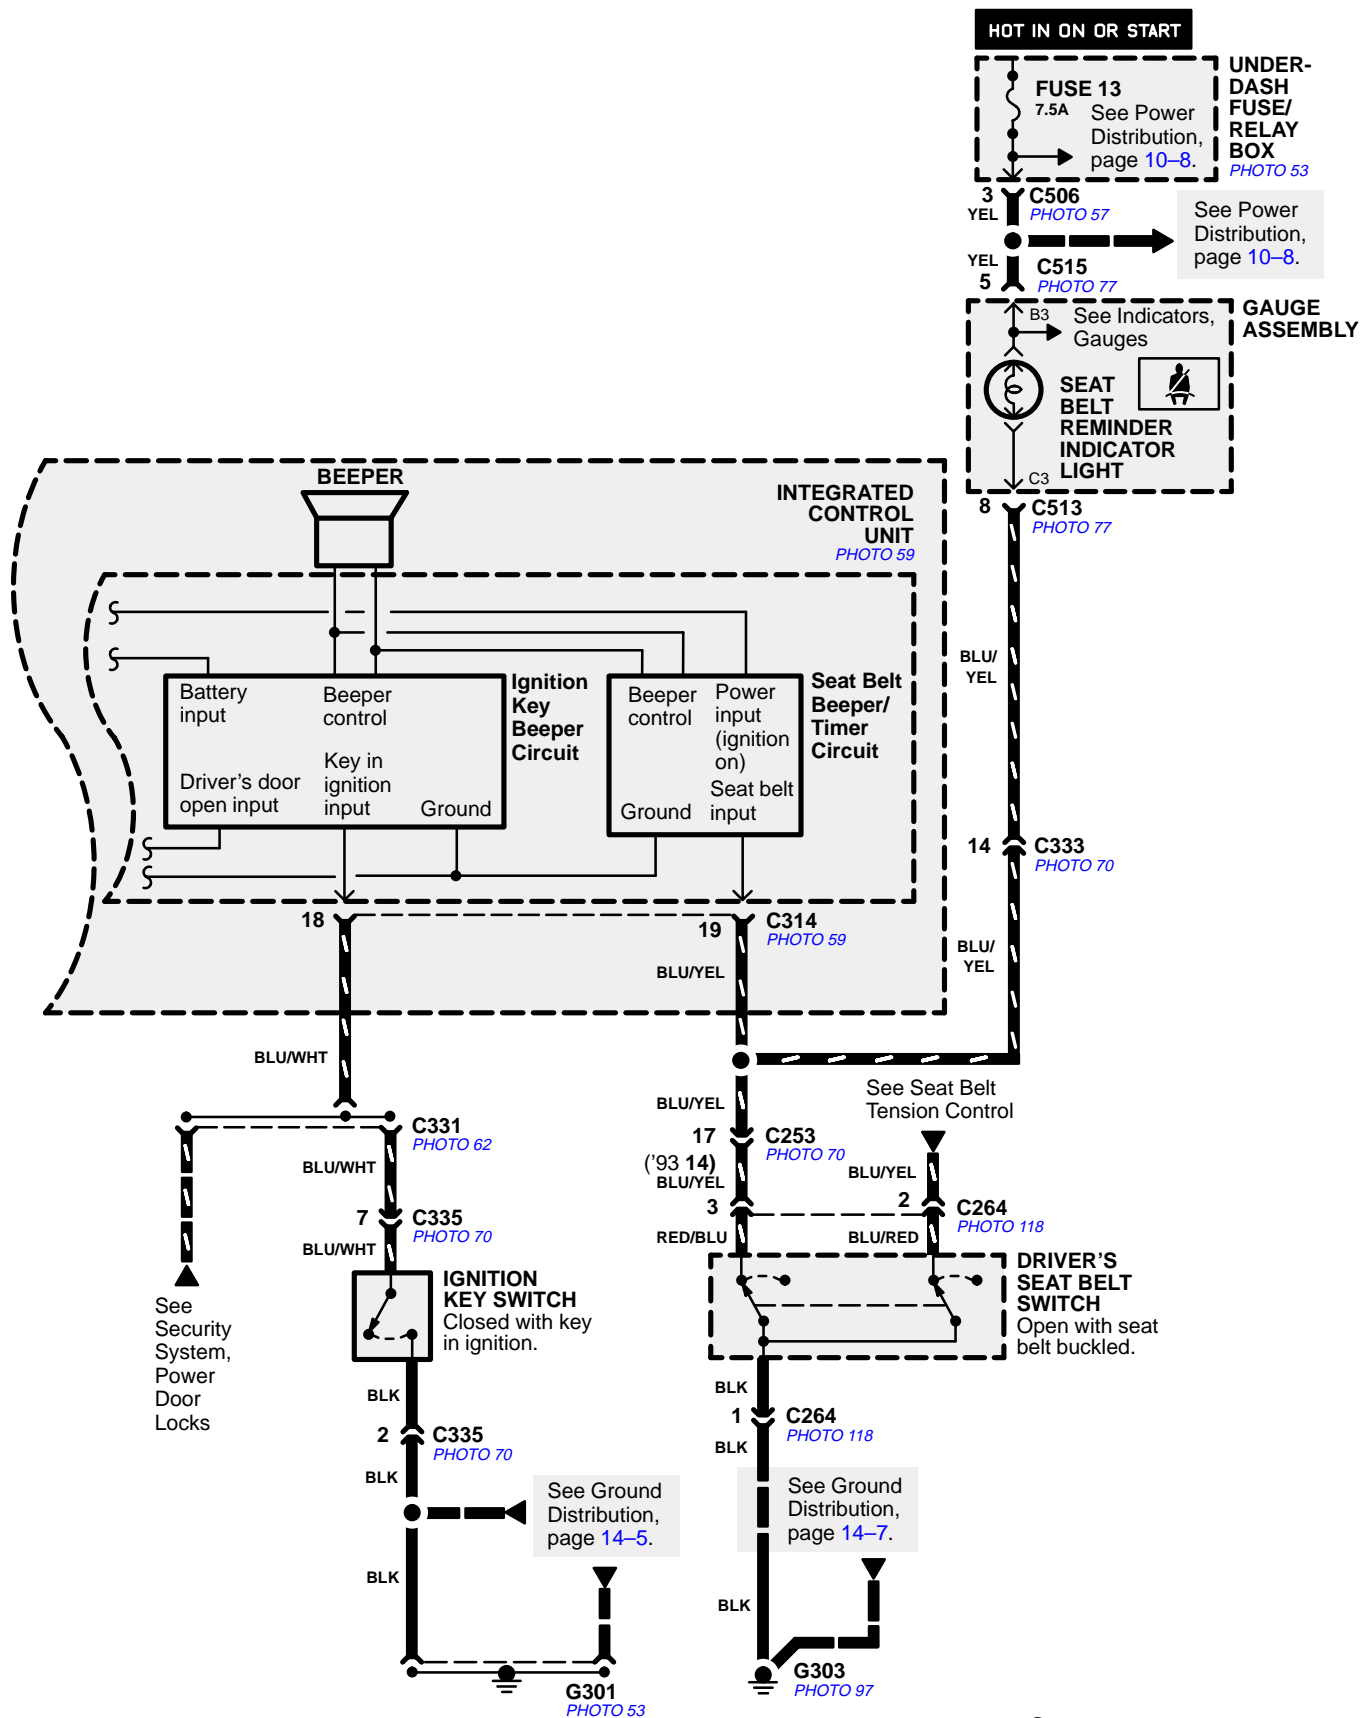 HOT IN ON OR START
FUSE 13
7.5A
See Power
Distribution,
page 10–8.
UNDER-
DASH
FUSE/
RELAY
BOX
PHOTO 53
3
C506
YEL
PHOTO 57
See Power
Distribution,
page 10–8.
YEL
5
C515
PHOTO 77
B3
See Indicators,
Gauges
GAUGE
ASSEMBLY
SEAT
BELT
REMINDER
INDICATOR
LIGHT
C3
8
C513
PHOTO 77
BEEPER
INTEGRATED
CONTROL
UNIT
PHOTO 59
BLU/
YEL
Battery
input
Beeper
control
Driver's door
open input
Key in
ignition
input
Ground
Ignition
Key
Beeper
Circuit
Beeper
control
Power
input
(ignition
on)
Ground
Seat belt
input
Seat Belt
Beeper/
Timer
Circuit
14
C333
PHOTO 70
18
19
C314
PHOTO 59
BLU/YEL
BLU/
YEL
BLU/WHT
See Seat Belt
Tension Control
BLU/YEL
C331
PHOTO 62
17
('93 14)
C253
PHOTO 70
BLU/WHT
BLU/YEL
BLU/YEL
3
2
C264
PHOTO 118
7
C335
PHOTO 70
BLU/WHT
RED/BLU
BLU/RED
IGNITION
KEY SWITCH
Closed with key
in ignition.
DRIVER'S
SEAT BELT
SWITCH
Open with seat
belt buckled.
See
Security
System,
Power
Door
Locks
BLK
BLK
1
C264
PHOTO 118
2
C335
PHOTO 70
BLK
BLK
See Ground
Distribution,
page 14–5.
See Ground
Distribution,
page 14–7.
BLK
BLK
G301
PHOTO 53
G303
PHOTO 97